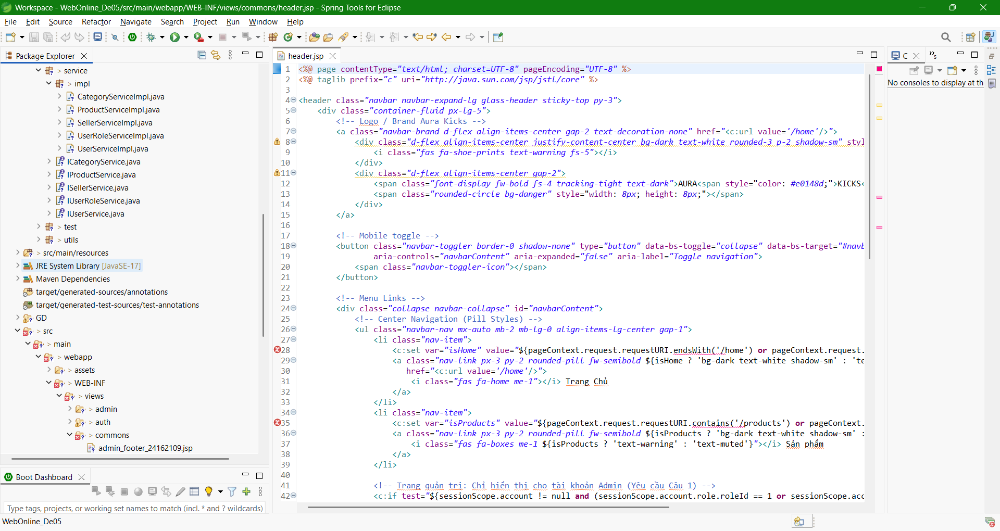 Workspace - WebOnline_De05/src/main/webapp/WEB-INF/views/commons/header.jsp - Spring Tools for Eclipse
File Edit Source Refactor Navigate Search Project Run Window Help
Package Explorer
> service
> impl
CategoryServiceImpl.java
ProductServiceImpl.java
SellerServiceImpl.java
UserRoleServiceImpl.java
UserServiceImpl.java
ICategoryService.java
IProductService.java
ISellerService.java
IUserRoleService.java
IUserService.java
> test
> utils
> src/main/resources
JRE System Library [JavaSE-17]
Maven Dependencies
target/generated-sources/annotations
target/generated-test-sources/test-annotations
GD
> src
> main
> webapp
> assets
> WEB-INF
> views
> admin
> auth
> commons
admin_footer_24162109.jsp
Boot Dashboard
Type tags, projects, or working set names to match (incl. * and ? wildcards)
WebOnline_De05
header.jsp
1 <%@ page contentType="text/html; charset=UTF-8" pageEncoding="UTF-8" %>
2 <%@ taglib prefix="c" uri="http://java.sun.com/jsp/jstl/core" %>
3
4 <header class="navbar navbar-expand-lg glass-header sticky-top py-3">
5 <div class="container-fluid px-lg-5">
6 <!-- Logo / Brand Aura Kicks -->
7 <a class="navbar-brand d-flex align-items-center gap-2 text-decoration-none" href="<c:url value='/home'/>">
8 <div class="d-flex align-items-center justify-content-center bg-dark text-white rounded-3 p-2 shadow-sm" styl
9 <i class="fas fa-shoe-prints text-warning fs-5"></i>
10 </div>
11 <div class="d-flex align-items-center gap-2">
12 <span class="font-display fw-bold fs-4 tracking-tight text-dark">AURA<span style="color: #e0148d;">KICKS<
13 <span class="rounded-circle bg-danger" style="width: 8px; height: 8px;"></span>
14 </div>
15 </a>
16
17 <!-- Mobile toggle -->
18 <button class="navbar-toggler border-0 shadow-none" type="button" data-bs-toggle="collapse" data-bs-target="#navb
19 aria-controls="navbarContent" aria-expanded="false" aria-label="Toggle navigation">
20 <span class="navbar-toggler-icon"></span>
21 </button>
22
23 <!-- Menu Links -->
24 <div class="collapse navbar-collapse" id="navbarContent">
25 <!-- Center Navigation (Pill Styles) -->
26 <ul class="navbar-nav mx-auto mb-2 mb-lg-0 align-items-lg-center gap-1">
27 <li class="nav-item">
28 <c:set var="isHome" value="${pageContext.request.requestURI.endsWith('/home') or pageContext.request.
29 <a class="nav-link px-3 py-2 rounded-pill fw-semibold ${isHome ? 'bg-dark text-white shadow-sm' : 'te
30 href="<c:url value='/home'/>">
31 <i class="fas fa-home me-1"></i> Trang Chủ
32 </a>
33 </li>
34 <li class="nav-item">
35 <c:set var="isProducts" value="${pageContext.request.requestURI.contains('/products') or pageContext.
36 <a class="nav-link px-3 py-2 rounded-pill fw-semibold ${isProducts ? 'bg-dark text-white shadow-sm' :
37 <i class="fas fa-boxes me-1 ${isProducts ? 'text-warning' : 'text-muted'}"></i> Sản phẩm
38 </a>
39 </li>
40
41 <!-- Trang quản trị: Chỉ hiển thị cho tài khoản Admin (Yêu cầu Câu 1) -->
42 <c:if test="${sessionScope.account != null and (sessionScope.account.role.roleId == 1 or sessionScope.acc
C
5
No consoles to display at th